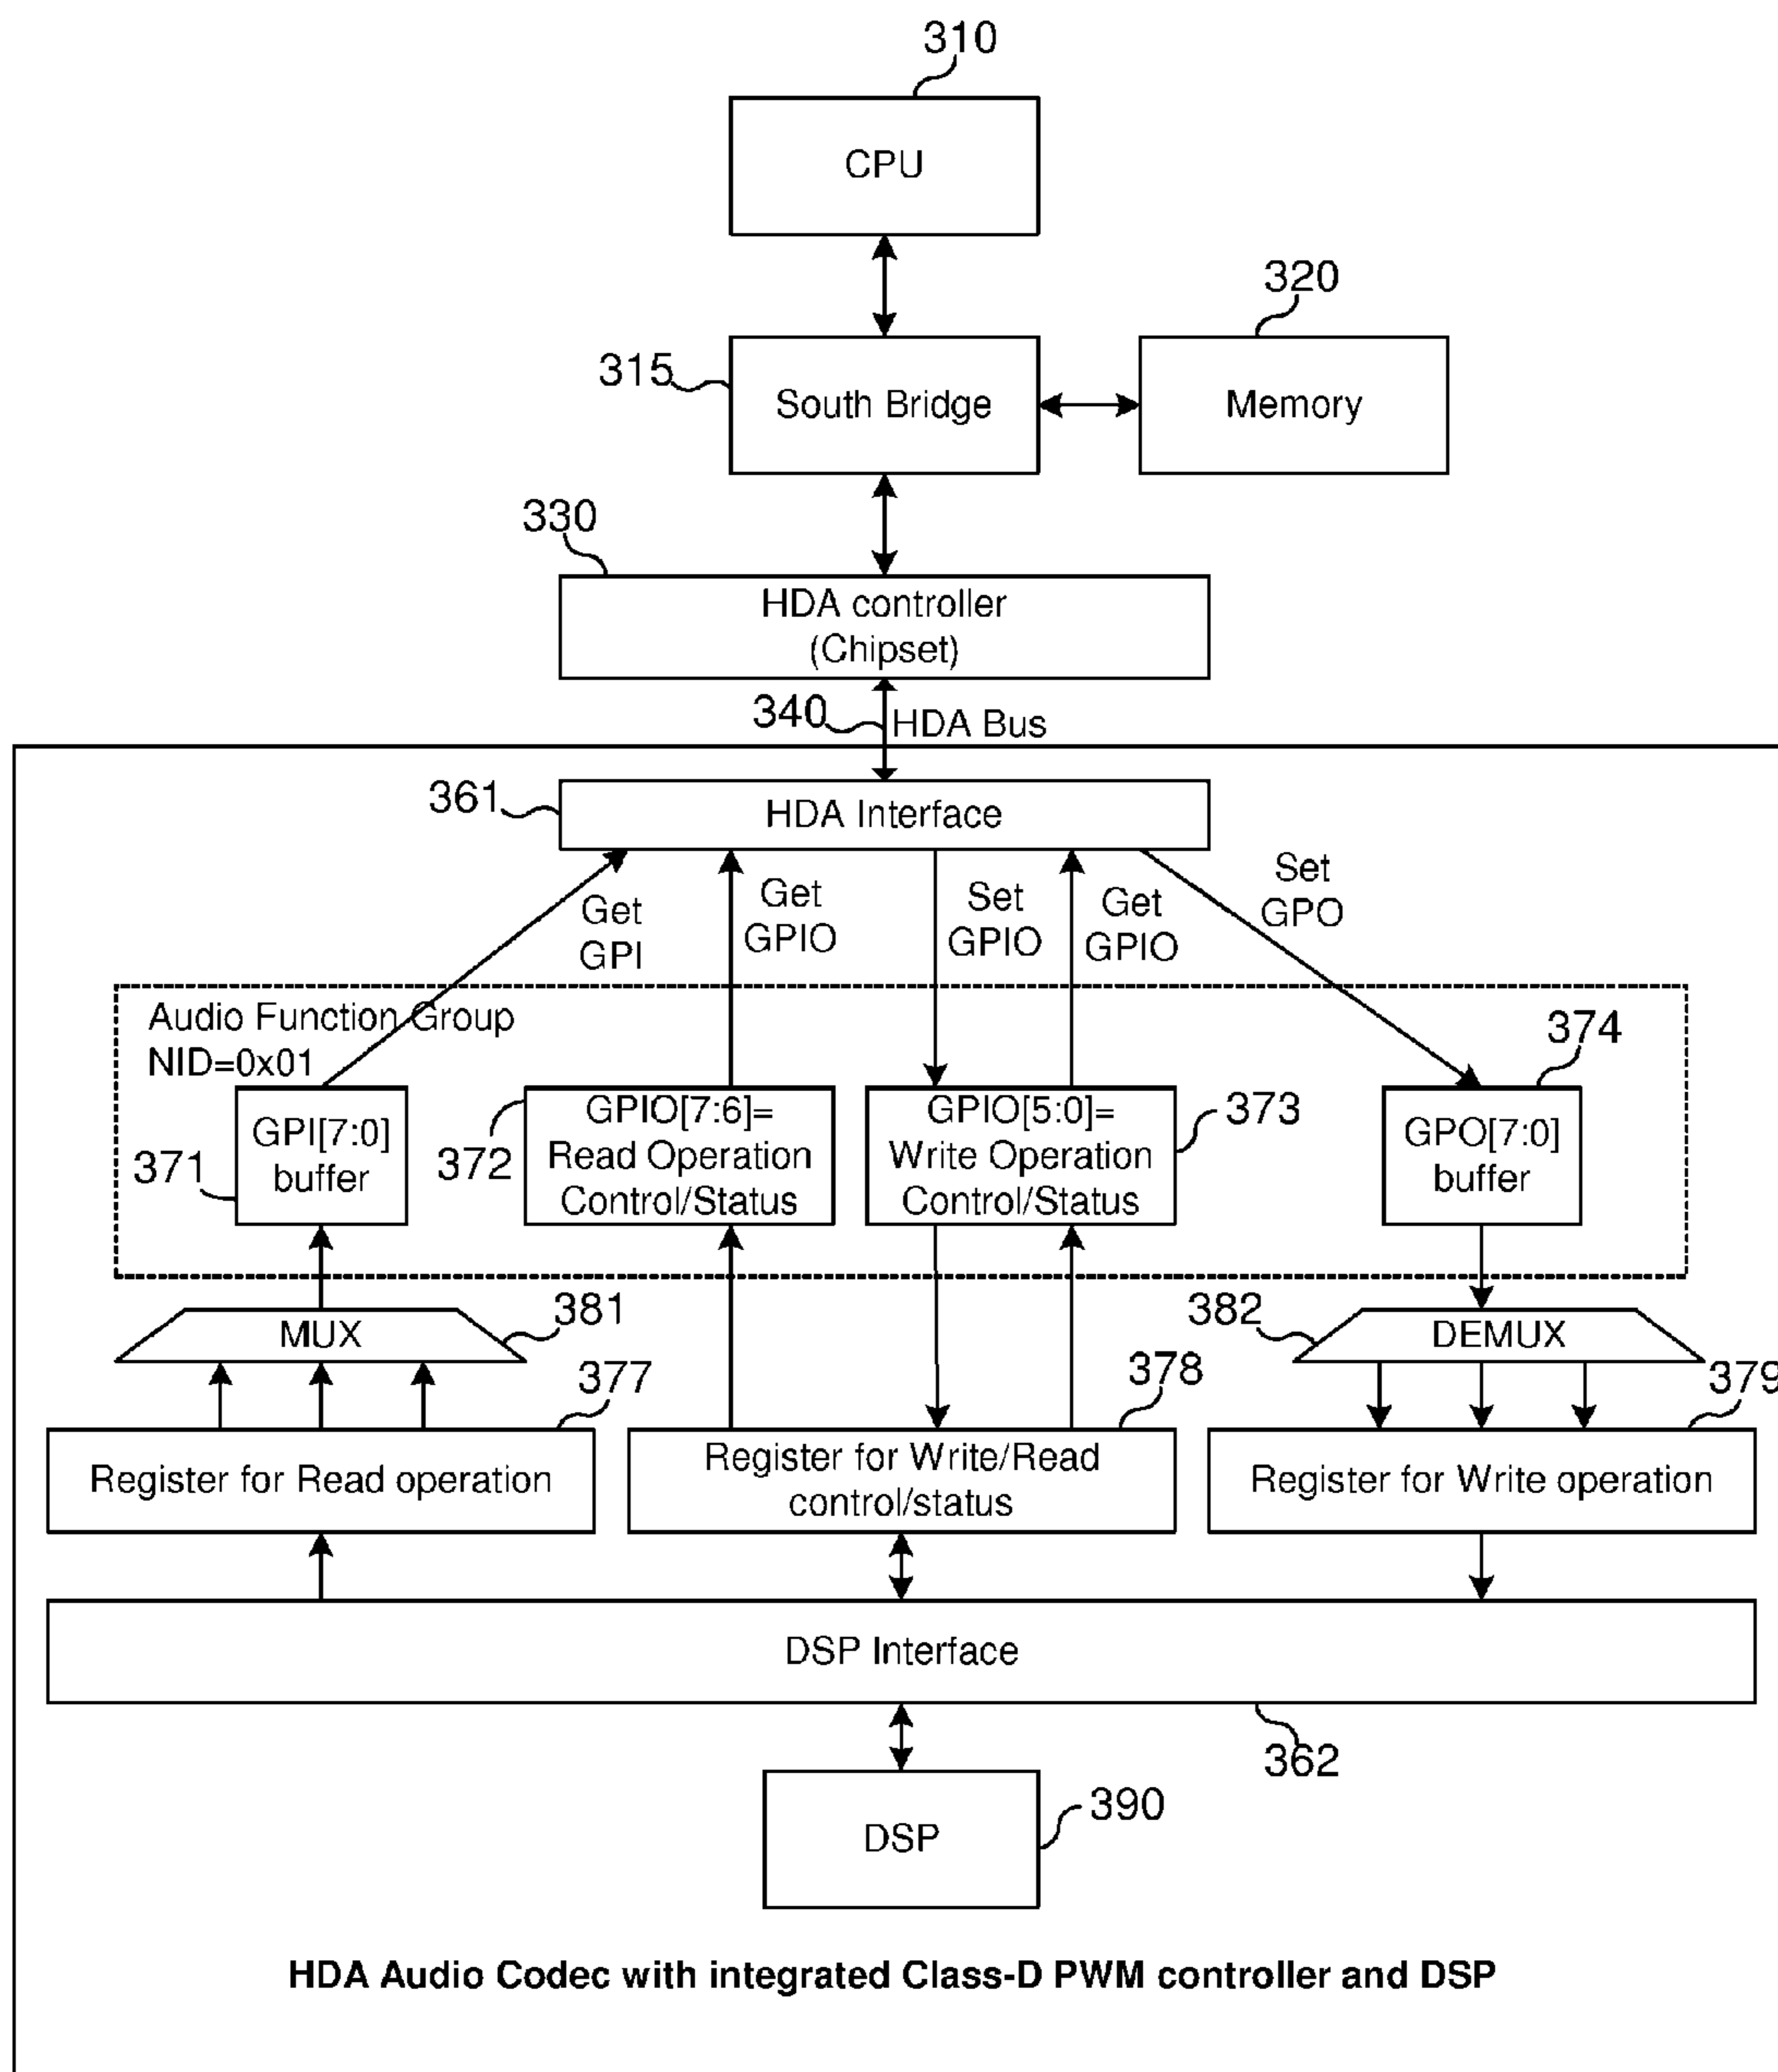 310
CPU
320
315
South Bridge
Memory
330
HDA controller
(Chipset)
340
HDA Bus
361
HDA Interface
Get
GPI
Get
GPIO
Set
GPIO
Get
GPIO
Set
GPO
Audio Function Group
NID=0x01
374
GPI[7:0]
buffer
371
GPIO[7:6]=
Read Operation
Control/Status
372
GPIO[5:0]=
Write Operation
Control/Status
373
GPO[7:0]
buffer
MUX
381
382
DEMUX
377
378
379
Register for Read operation
Register for Write/Read
control/status
Register for Write operation
DSP Interface
362
DSP
390
HDA Audio Codec with integrated Class-D PWM controller and DSP